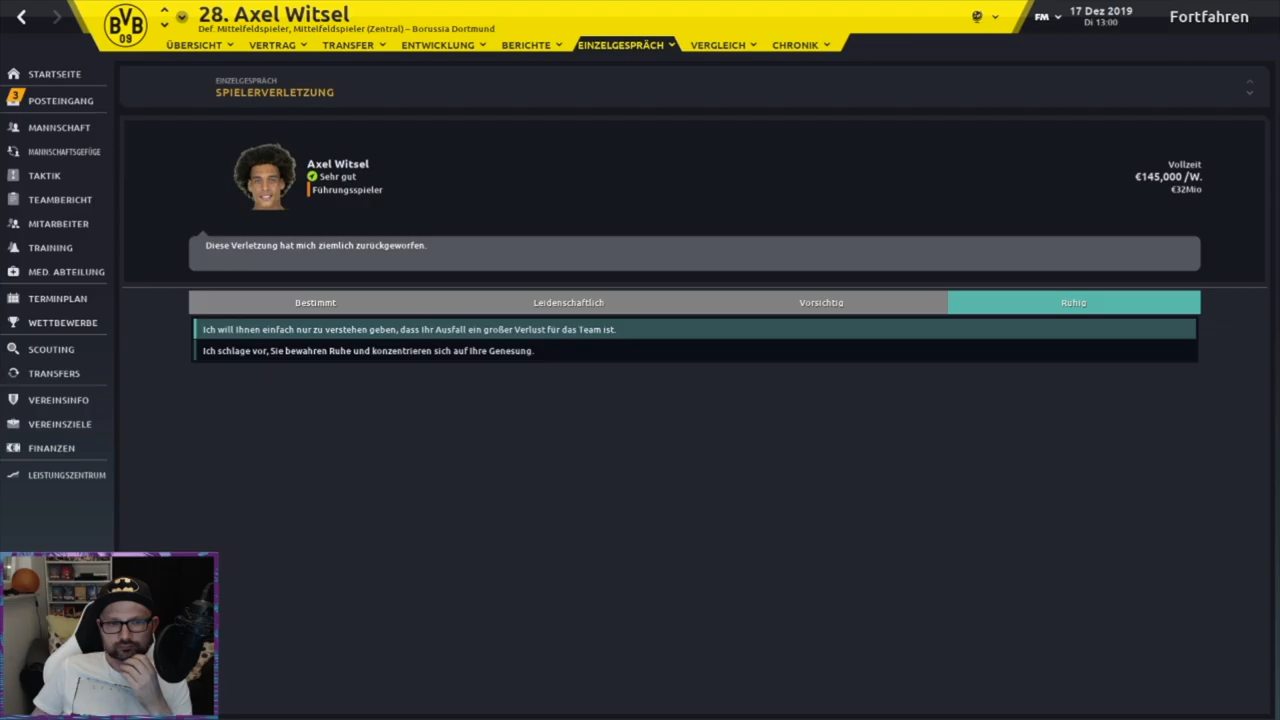 BVB
09
28. Axel Witsel
Def. Mittelfeldspieler, Mittelfeldspieler (Zentral) – Borussia Dortmund
FM
17 Dez 2019
Di 13:00
Fortfahren
ÜBERSICHT
VERTRAG
TRANSFER
ENTWICKLUNG
BERICHTE
EINZELGESPRÄCH
VERGLEICH
CHRONIK
STARTSEITE
3
POSTEINGANG
MANNSCHAFT
MANNSCHAFTSGEFÜGE
TAKTIK
TEAMBERICHT
MITARBEITER
TRAINING
MED. ABTEILUNG
TERMINPLAN
WETTBEWERBE
SCOUTING
TRANSFERS
VEREINSINFO
VEREINSZIELE
FINANZEN
LEISTUNGSZENTRUM
EINZELGESPRÄCH
SPIELERVERLETZUNG
Axel Witsel
Sehr gut
Führungsspieler
Vollzeit
€145,000 /W.
€32Mio
Diese Verletzung hat mich ziemlich zurückgeworfen.
Bestimmt
Leidenschaftlich
Vorsichtig
Ruhig
Ich will Ihnen einfach nur zu verstehen geben, dass Ihr Ausfall ein großer Verlust für das Team ist.
Ich schlage vor, Sie bewahren Ruhe und konzentrieren sich auf Ihre Genesung.